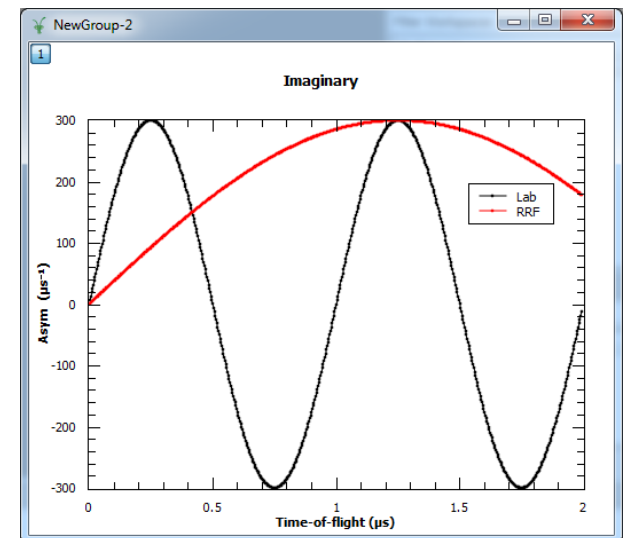 NewGroup-2
1
Imaginary
300
200
100
0
-100
-200
-300
Asym (µs⁻¹)
Lab
RRF
0 0.5 1 1.5 2
Time-of-flight (µs)